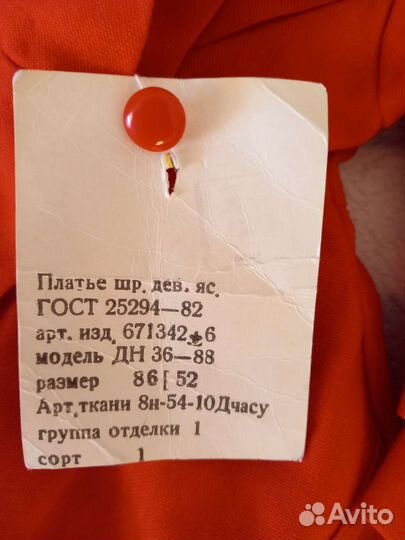 Платье шр. дев. яс.
ГОСТ 25294—82
арт. изд. 671342 6
модель ДН 36—88
размер 86 52
Арт. ткани 8н-54-10Дчасу
группа отделки 1
сорт 1
Avito